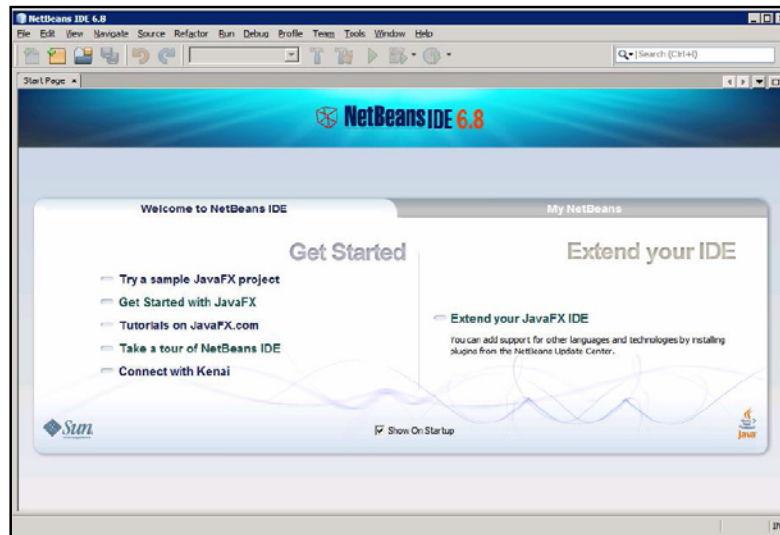 NetBeans IDE 6.8
File Edit View Navigate Source Refactor Run Debug Profile Team Tools Window Help
Search (Ctrl+I)
Start Page
NetBeans IDE 6.8
Welcome to NetBeans IDE
My NetBeans
Get Started
Extend your IDE
Try a sample JavaFX project
Get Started with JavaFX
Tutorials on JavaFX.com
Take a tour of NetBeans IDE
Connect with Kenai
Extend your JavaFX IDE
You can add support for other languages and technologies by installing
plugins from the NetBeans Update Center.
Sun
Show On Startup
Java